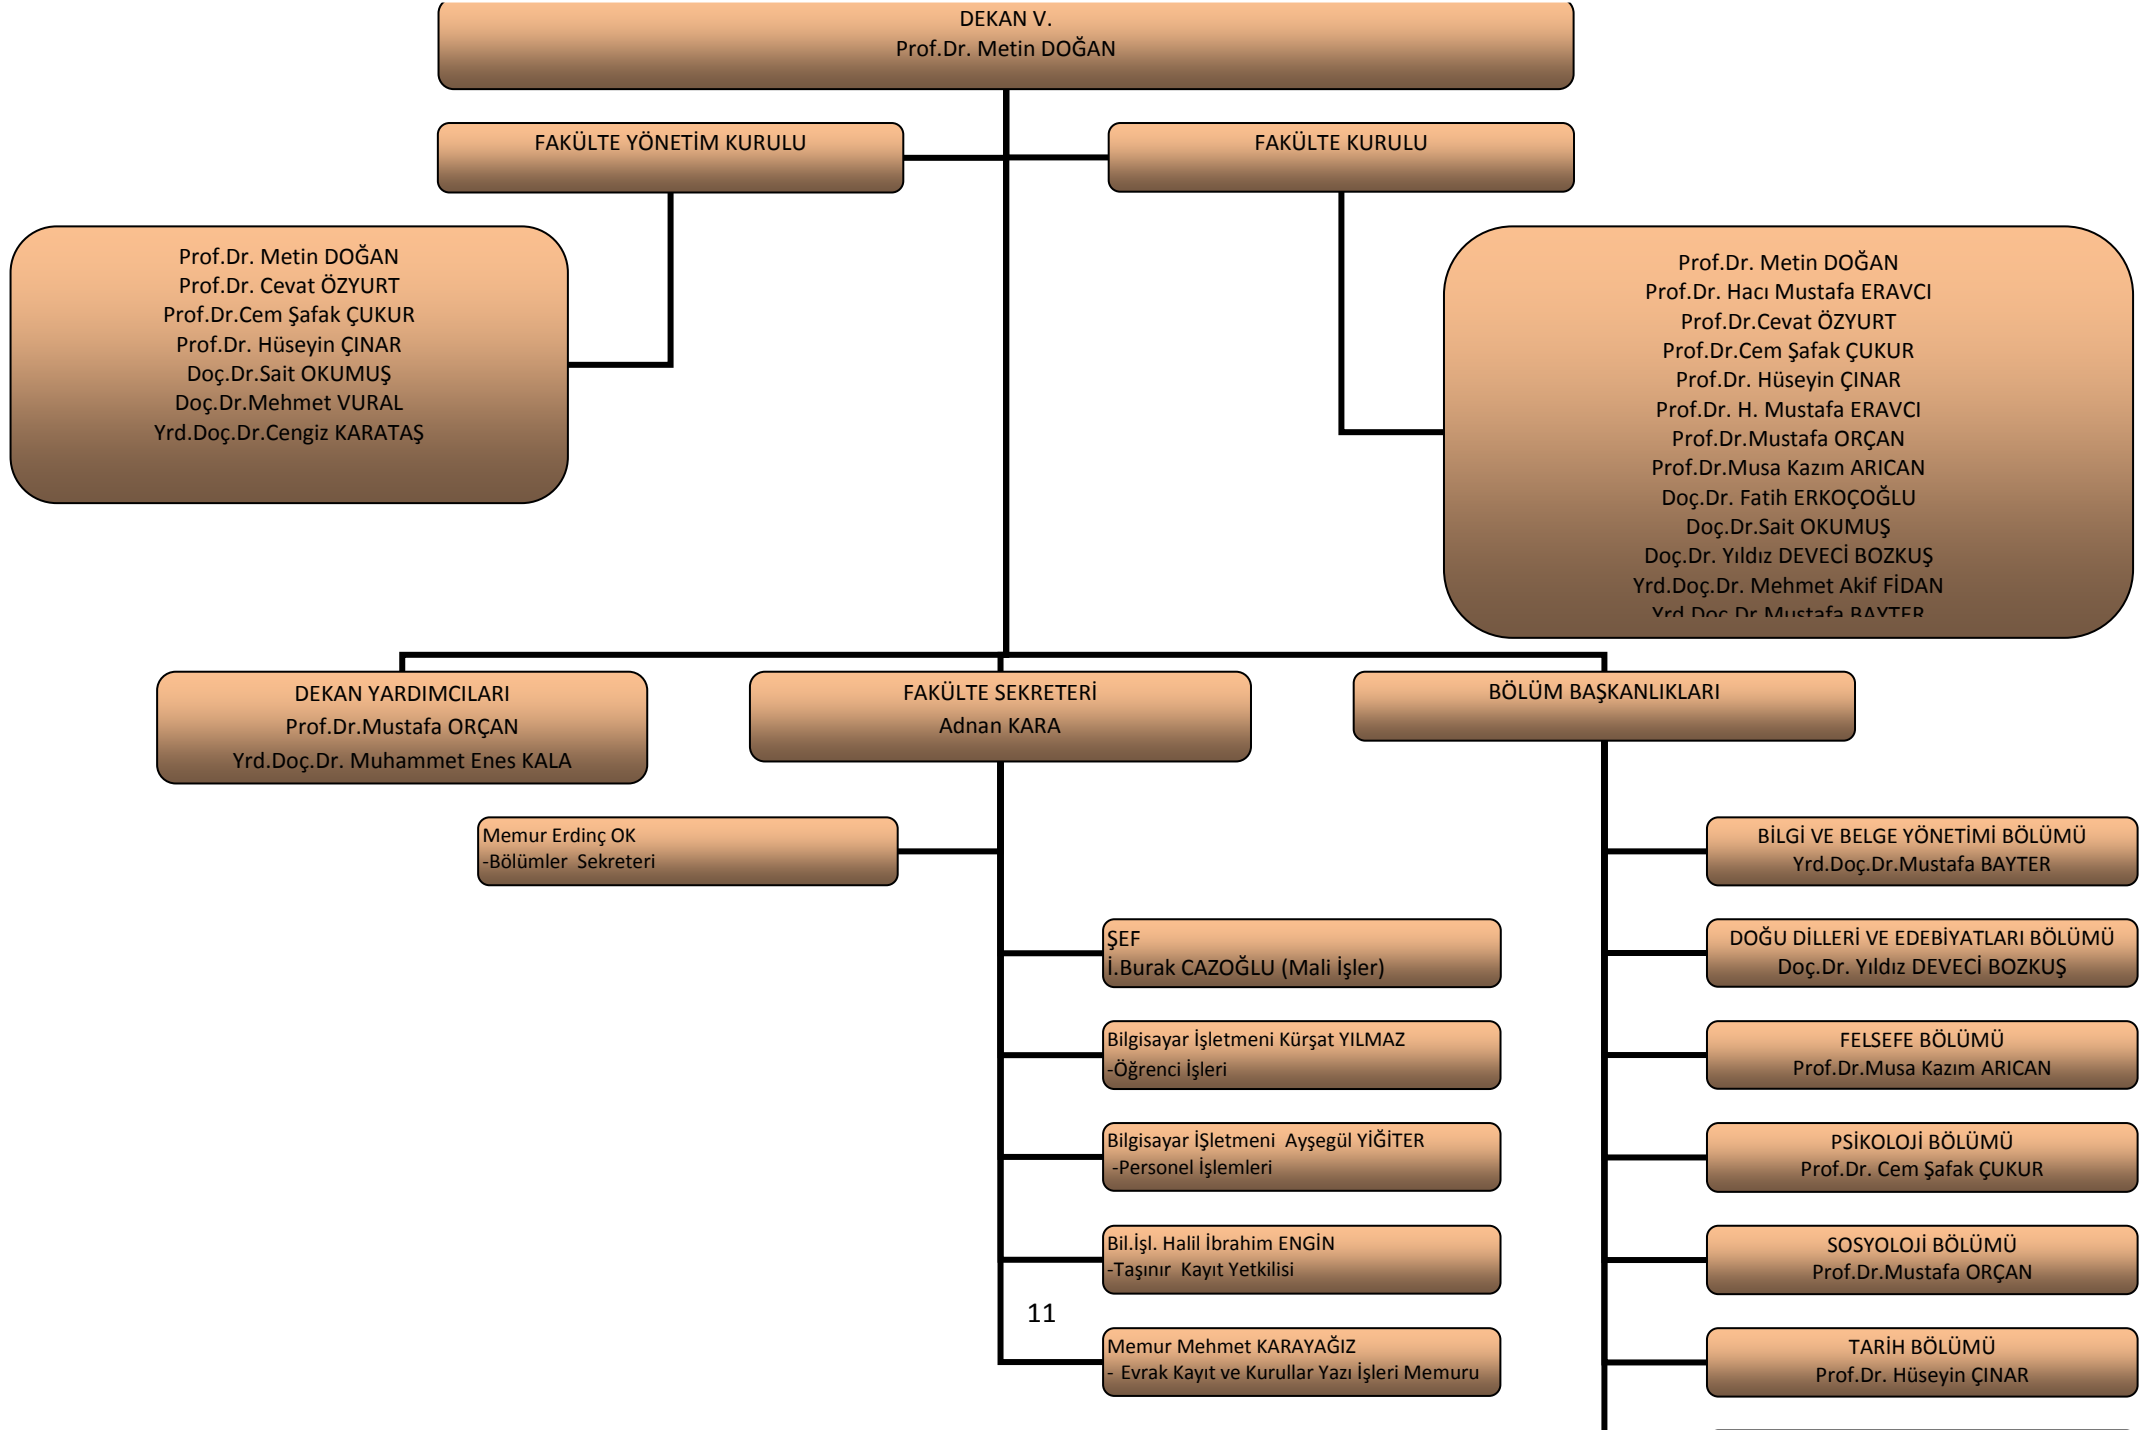 DEKAN V.
Prof.Dr. Metin DOĞAN
FAKÜLTE YÖNETİM KURULU
FAKÜLTE KURULU
Prof.Dr. Metin DOĞAN
Prof.Dr. Cevat ÖZYURT
Prof.Dr.Cem Şafak ÇUKUR
Prof.Dr. Hüseyin ÇINAR
Doç.Dr.Sait OKUMUŞ
Doç.Dr.Mehmet VURAL
Yrd.Doç.Dr.Cengiz KARATAŞ
Prof.Dr. Metin DOĞAN
Prof.Dr. Hacı Mustafa ERAVCI
Prof.Dr.Cevat ÖZYURT
Prof.Dr.Cem Şafak ÇUKUR
Prof.Dr. Hüseyin ÇINAR
Prof.Dr. H. Mustafa ERAVCI
Prof.Dr.Mustafa ORÇAN
Prof.Dr.Musa Kazım ARICAN
Doç.Dr. Fatih ERKOÇOĞLU
Doç.Dr.Sait OKUMUŞ
Doç.Dr. Yıldız DEVECİ BOZKUŞ
Yrd.Doç.Dr. Mehmet Akif FİDAN
Yrd.Doç.Dr.Mustafa BAYTER
DEKAN YARDIMCILARI
Prof.Dr.Mustafa ORÇAN
Yrd.Doç.Dr. Muhammet Enes KALA
FAKÜLTE SEKRETERİ
Adnan KARA
BÖLÜM BAŞKANLIKLARI
Memur Erdinç OK
-Bölümler Sekreteri
ŞEF
İ.Burak CAZOĞLU (Mali İşler)
Bilgisayar İşletmeni Kürşat YILMAZ
-Öğrenci İşleri
Bilgisayar İŞletmeni Ayşegül YİĞİTER
-Personel İşlemleri
Bil.İşl. Halil İbrahim ENGİN
-Taşınır Kayıt Yetkilisi
Memur Mehmet KARAYAĞIZ
- Evrak Kayıt ve Kurullar Yazı İşleri Memuru
BİLGİ VE BELGE YÖNETİMİ BÖLÜMÜ
Yrd.Doç.Dr.Mustafa BAYTER
DOĞU DİLLERİ VE EDEBİYATLARI BÖLÜMÜ
Doç.Dr. Yıldız DEVECİ BOZKUŞ
FELSEFE BÖLÜMÜ
Prof.Dr.Musa Kazım ARICAN
PSİKOLOJİ BÖLÜMÜ
Prof.Dr. Cem Şafak ÇUKUR
SOSYOLOJİ BÖLÜMÜ
Prof.Dr.Mustafa ORÇAN
TARİH BÖLÜMÜ
Prof.Dr. Hüseyin ÇINAR
11